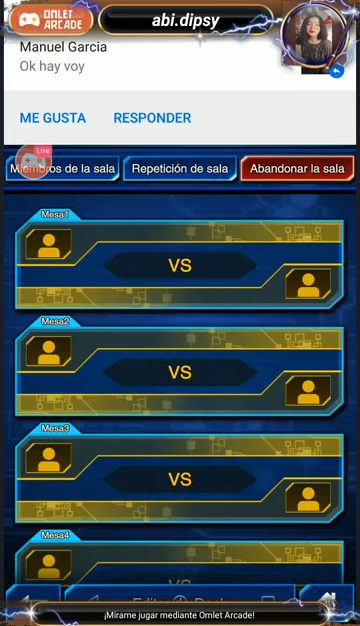 OMLET
ARCADE
abi.dipsy
Manuel Garcia
Ok hay voy
ME GUSTA
RESPONDER
Live
Miembros de la sala
Repetición de sala
Abandonar la sala
Mesa1
VS
Mesa2
VS
Mesa3
VS
Mesa4
VS
¡Mírame jugar mediante Omlet Arcade!